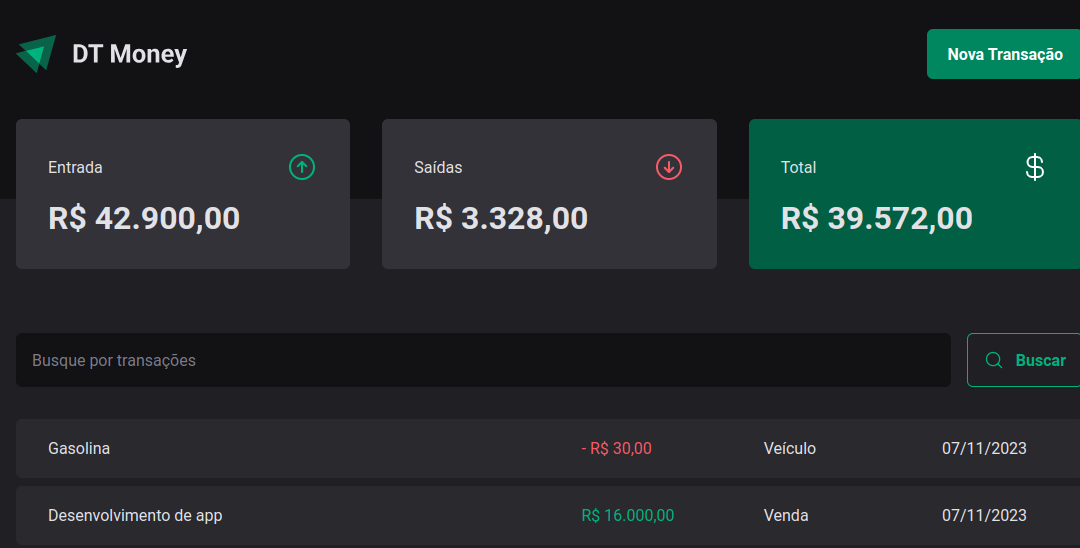 DT Money
Nova Transação
Entrada
R$ 42.900,00
Saídas
R$ 3.328,00
Total
$
R$ 39.572,00
Busque por transações
Buscar
Gasolina - R$ 30,00 Veículo 07/11/2023
Desenvolvimento de app R$ 16.000,00 Venda 07/11/2023